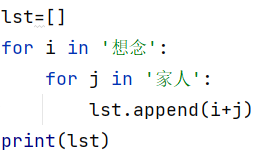 lst=[]
for i in '想念':
    for j in '家人':
        lst.append(i+j)
print(lst)